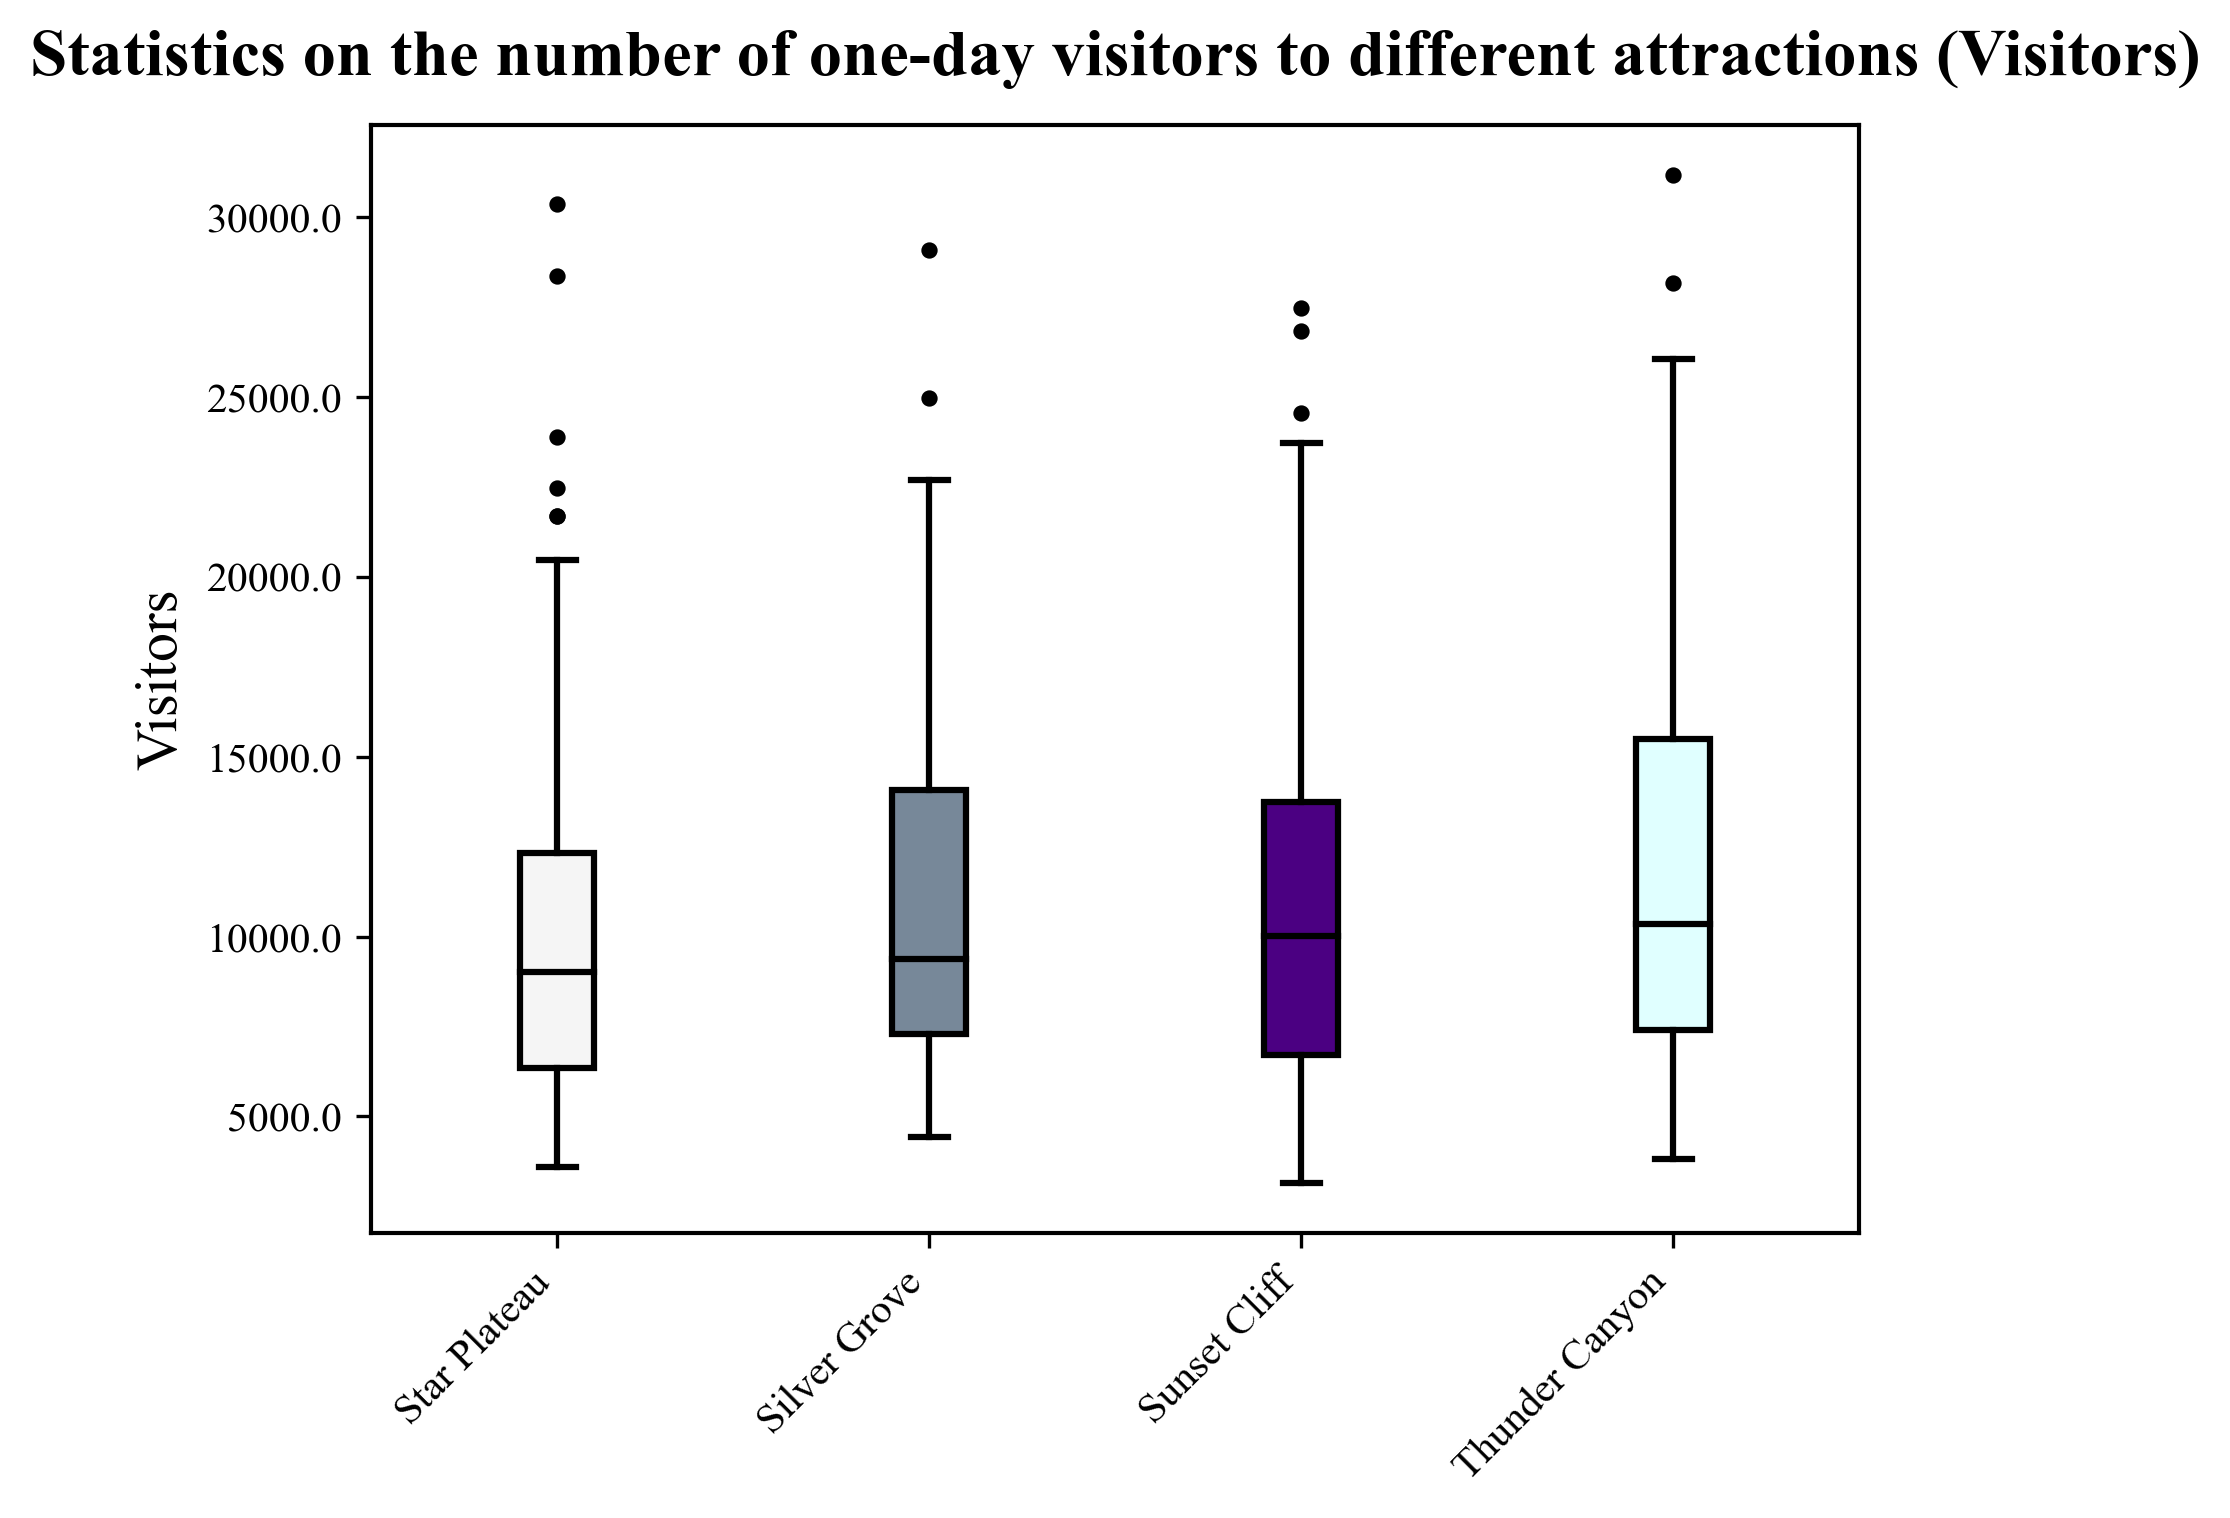 Statistics on the number of one-day visitors to different attractions (Visitors)
Visitors
30000.0
25000.0
20000.0
15000.0
10000.0
5000.0
Star Plateau
Silver Grove
Sunset Cliff
Thunder Canyon